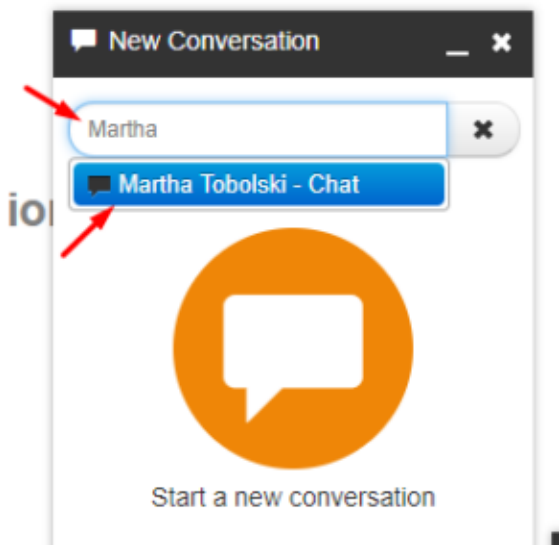 New Conversation
Martha
Martha Tobolski - Chat
Start a new conversation